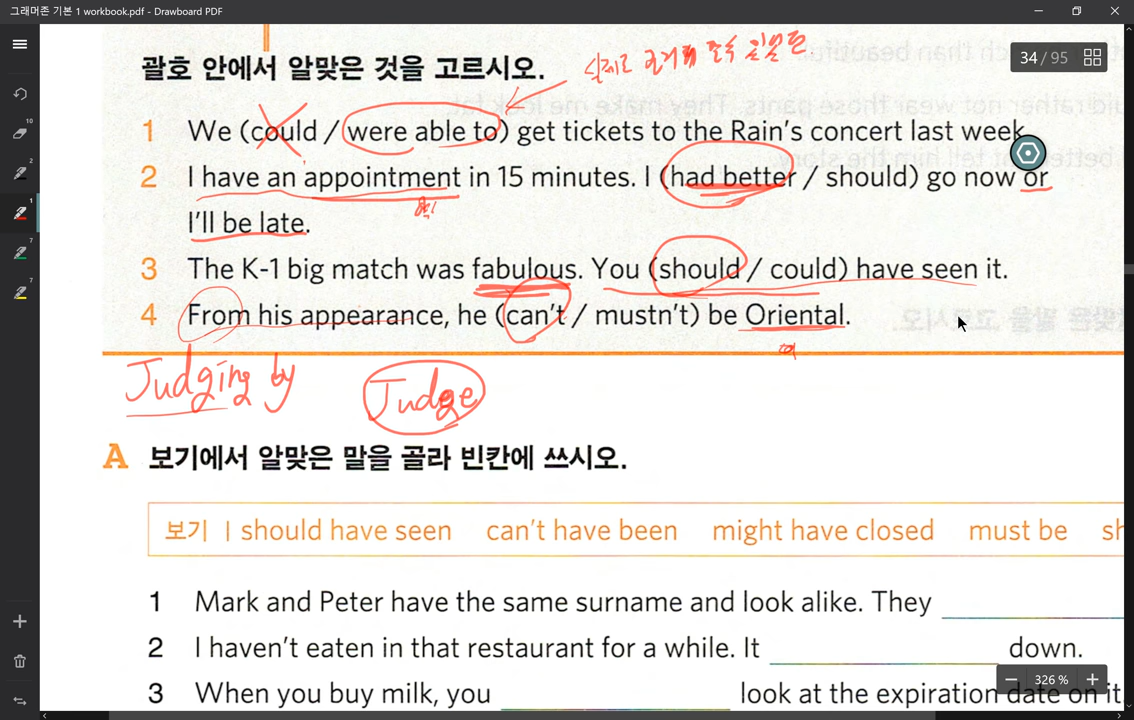 그래머존 기본 1 workbook.pdf - Drawboard PDF
34 / 95
괄호 안에서 알맞은 것을 고르시오.
1 We (could / were able to) get tickets to the Rain's concert last week.
2 I have an appointment in 15 minutes. I (had better / should) go now or
I'll be late.
3 The K-1 big match was fabulous. You (should / could) have seen it.
4 From his appearance, he (can't / mustn't) be Oriental.
Judging by Judge
A 보기에서 알맞은 말을 골라 빈칸에 쓰시오.
보기 | should have seen can't have been might have closed must be sh
1 Mark and Peter have the same surname and look alike. They
2 I haven't eaten in that restaurant for a while. It down.
3 When you buy milk, you look at the expiration date on it
326 %